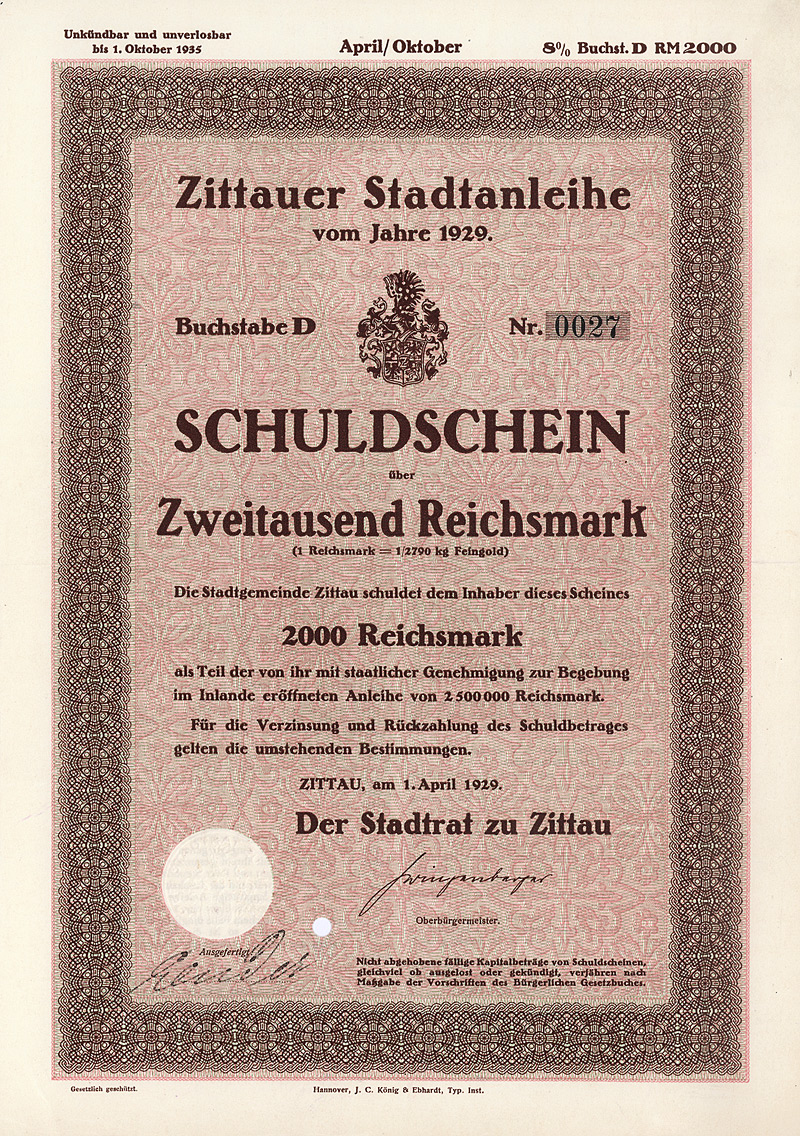 Unkündbar und unverlosbar
bis 1. Oktober 1935
April/Oktober
8% Buchst. D RM 2000
Zittauer Stadtanleihe
vom Jahre 1929.
Buchstabe D
Nr. 0027
SCHULDSCHEIN
über
Zweitausend Reichsmark
(1 Reichsmark = 1/2790 kg Feingold)
Die Stadtgemeinde Zittau schuldet dem Inhaber dieses Scheines
2000 Reichsmark
als Teil der von ihr mit staatlicher Genehmigung zur Begebung
im Inlande eröffneten Anleihe von 2 500 000 Reichsmark.
Für die Verzinsung und Rückzahlung des Schuldbetrages
gelten die umstehenden Bestimmungen.
ZITTAU, am 1. April 1929.
Der Stadtrat zu Zittau
Oberbürgermeister.
Ausgefertigt
Nicht abgehobene fällige Kapitalbeträge von Schuldscheinen,
gleichviel ob ausgelost oder gekündigt, verjähren nach
Maßgabe der Vorschriften des Bürgerlichen Gesetzbuches.
Gesetzlich geschützt.
Hannover, J. C. König & Ebhardt, Typ. Inst.